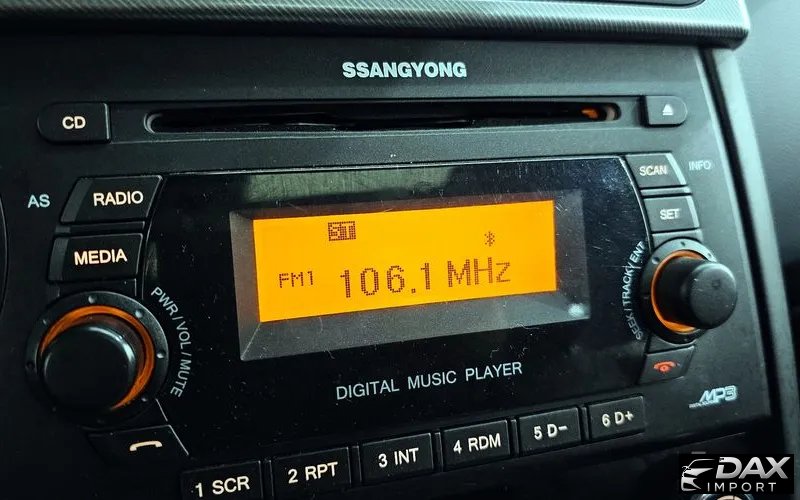 SSANGYONG
CD
AS
RADIO
SCAN
INFO
MEDIA
SET
ST
FM1 106.1 MHz
PWR/VOL/MUTE
SEEK/TRACK/ENT
DIGITAL MUSIC PLAYER
MP3
1 SCR
2 RPT
3 INT
4 RDM
5 D-
6 D+
DAX
IMPORT